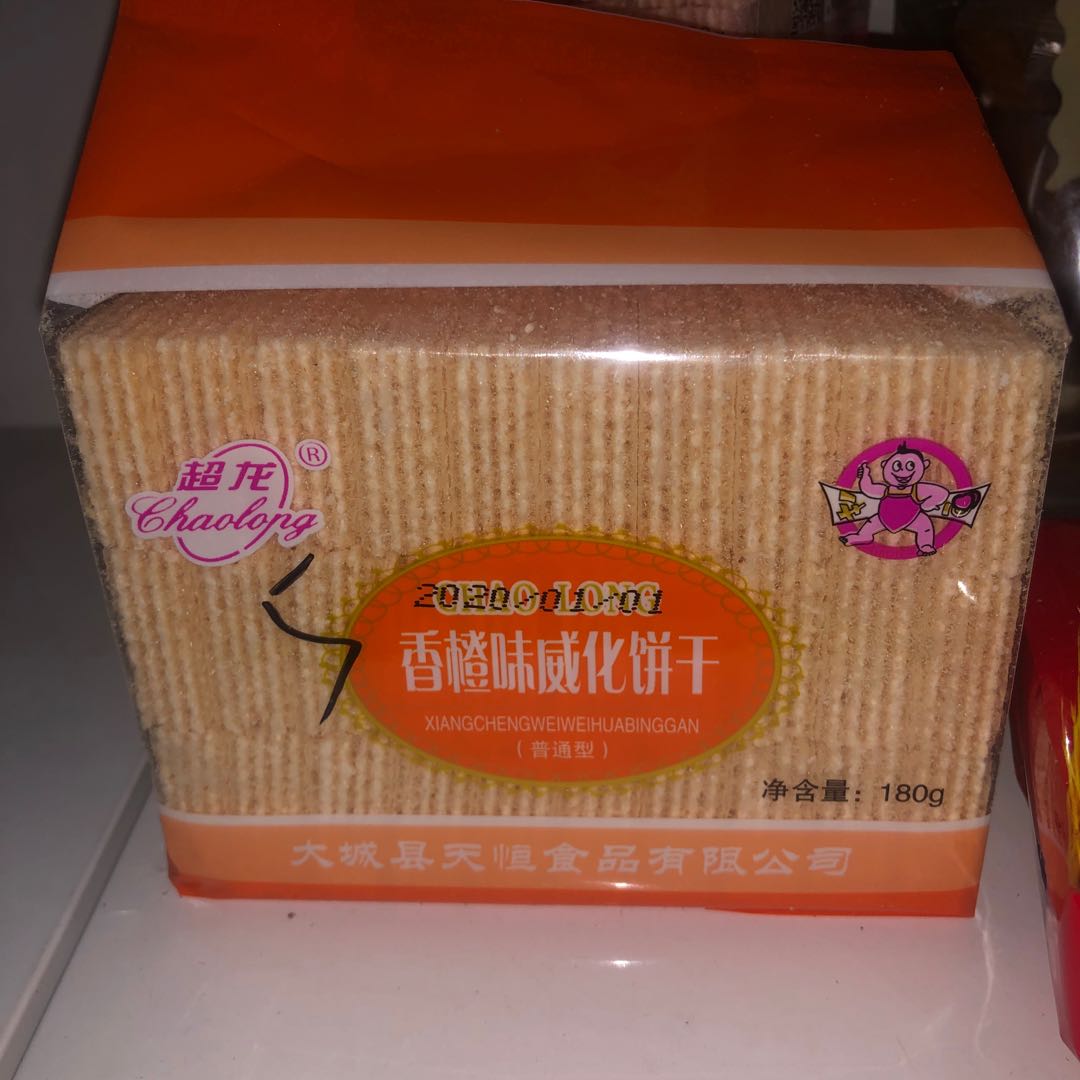 超龙
®
Chaolong
CHAO LONG
2020-01-01
香橙味威化饼干
XIANGCHENGWEIWEIHUABINGGAN
(普通型)
净含量：180g
大城县天恒食品有限公司